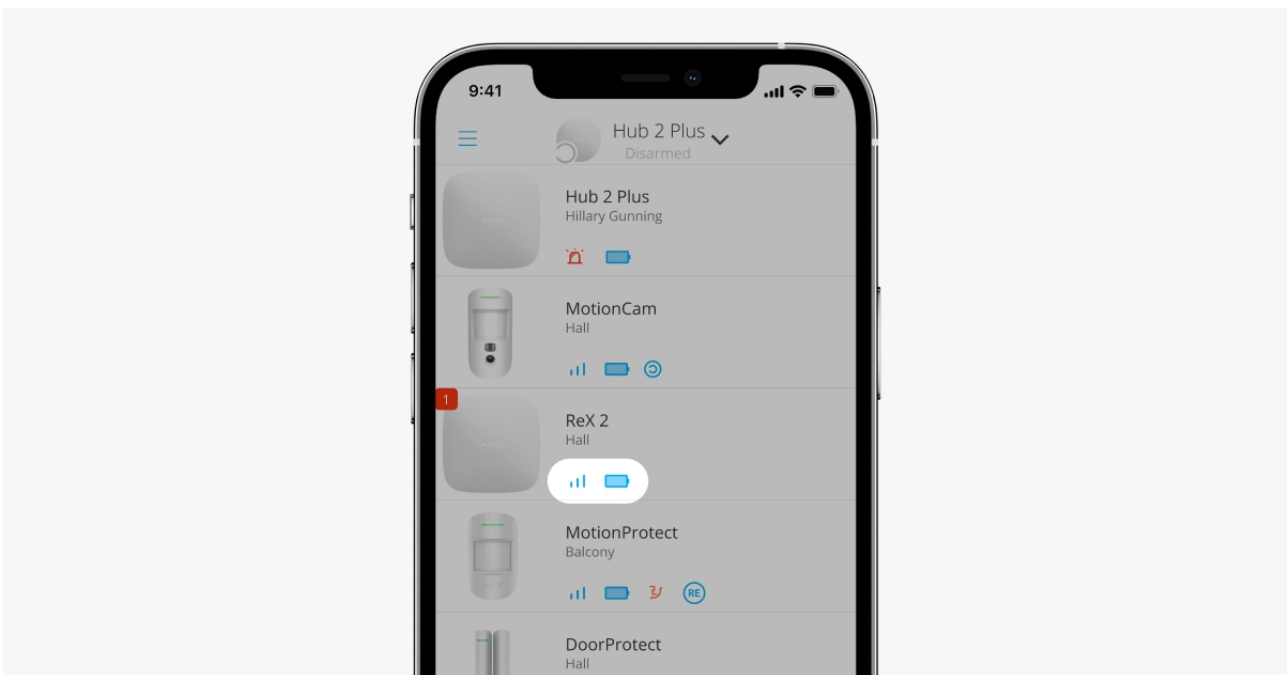 9:41
Hub 2 Plus
Disarmed
Hub 2 Plus
Hillary Gunning
MotionCam
Hall
1
ReX 2
Hall
MotionProtect
Balcony
RE
DoorProtect
Hall